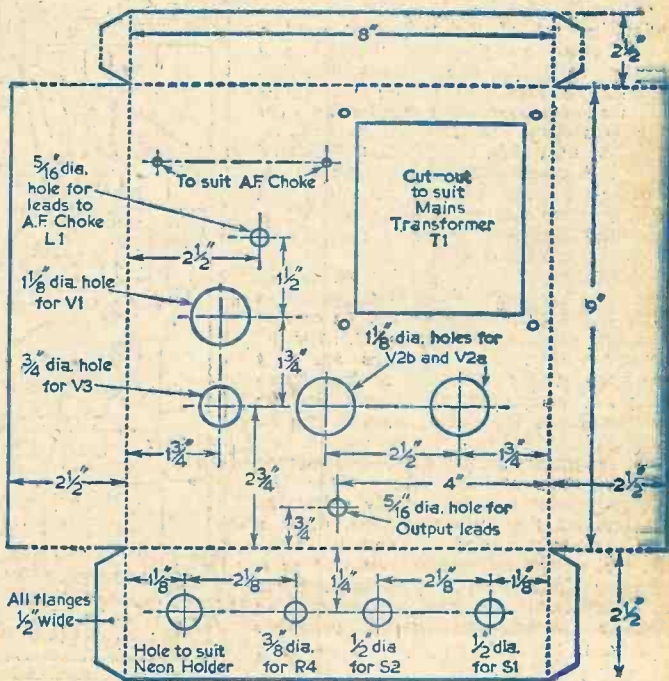 8"
2½"
5/16" dia.
hole for
leads to
A.F. Choke
L1
To suit A.F. Choke
Cut-out
to suit
Mains
Transformer
T1
2½"
1½"
1⅛" dia. hole
for V1
9"
1¾"
1⅛" dia. holes for
V2b and V2a
¾" dia. hole
for V3
1¾"
2¾"
2½"
1¾"
2½"
4"
2½"
¾"
5/16" dia. hole for
Output leads
1⅛"
2⅛"
1¼"
2⅛"
1⅛"
2½"
All flanges
½" wide
Hole to suit
Neon Holder
⅜" dia.
for R4
½" dia
for S2
½" dia.
for S1